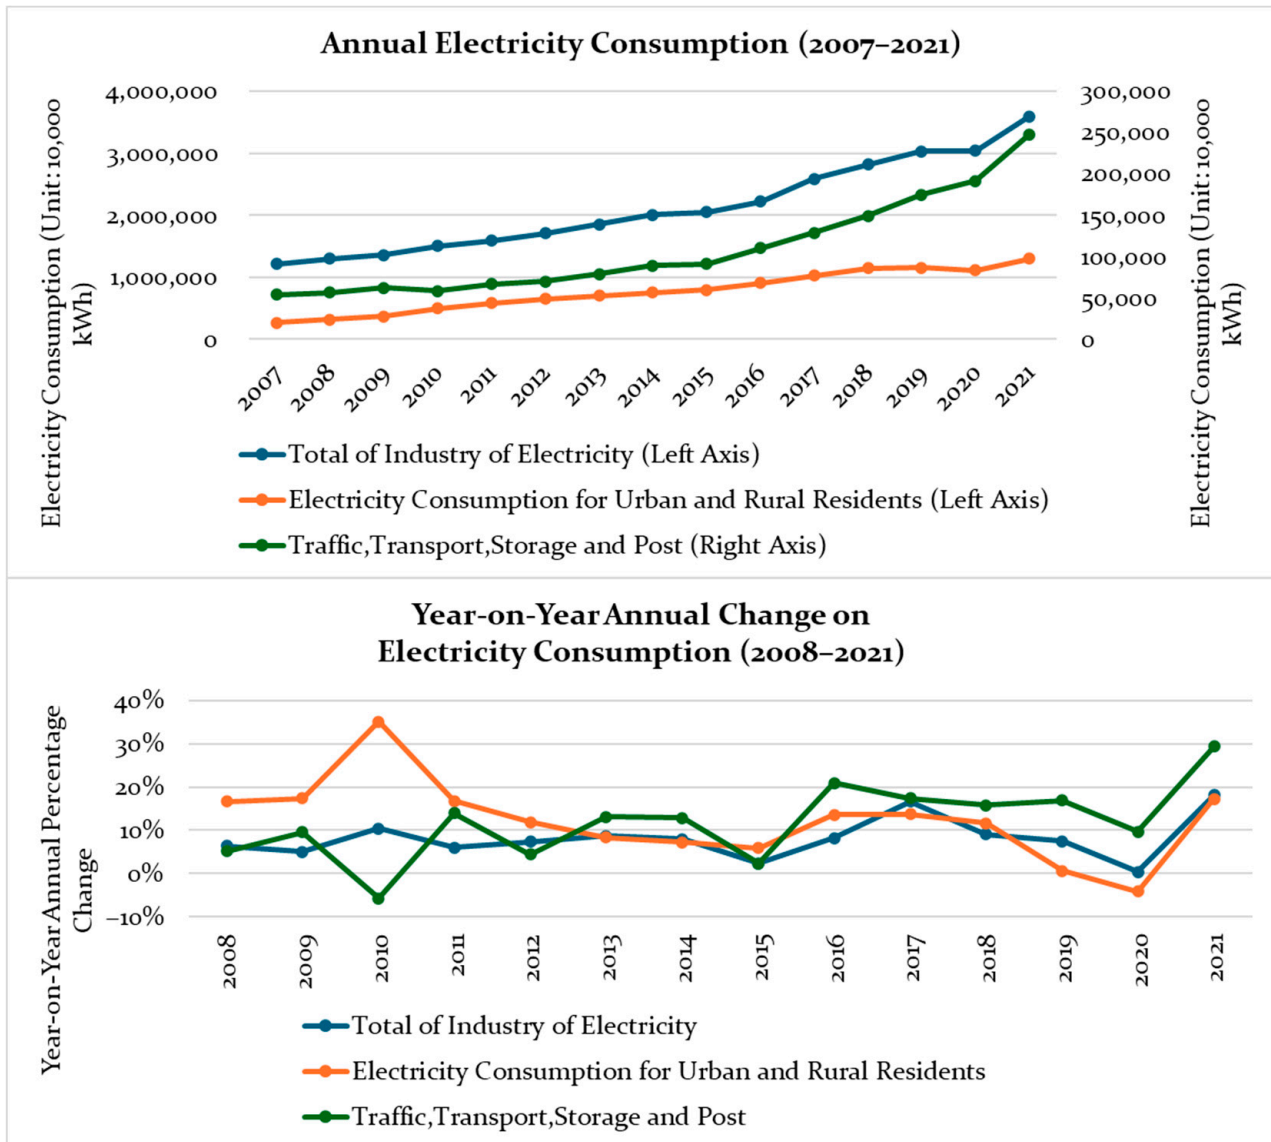 Annual Electricity Consumption (2007–2021)
Electricity Consumption (Unit: 10,000
kWh)
4,000,000
3,000,000
2,000,000
1,000,000
0
300,000
250,000
200,000
150,000
100,000
50,000
0
Electricity Consumption (Unit: 10,000
kWh)
2007 2008 2009 2010 2011 2012 2013 2014 2015 2016 2017 2018 2019 2020 2021
Total of Industry of Electricity (Left Axis)
Electricity Consumption for Urban and Rural Residents (Left Axis)
Traffic,Transport,Storage and Post (Right Axis)
Year-on-Year Annual Change on
Electricity Consumption (2008–2021)
Year-on-Year Annual Percentage
Change
40%
30%
20%
10%
0%
–10%
2008 2009 2010 2011 2012 2013 2014 2015 2016 2017 2018 2019 2020 2021
Total of Industry of Electricity
Electricity Consumption for Urban and Rural Residents
Traffic,Transport,Storage and Post